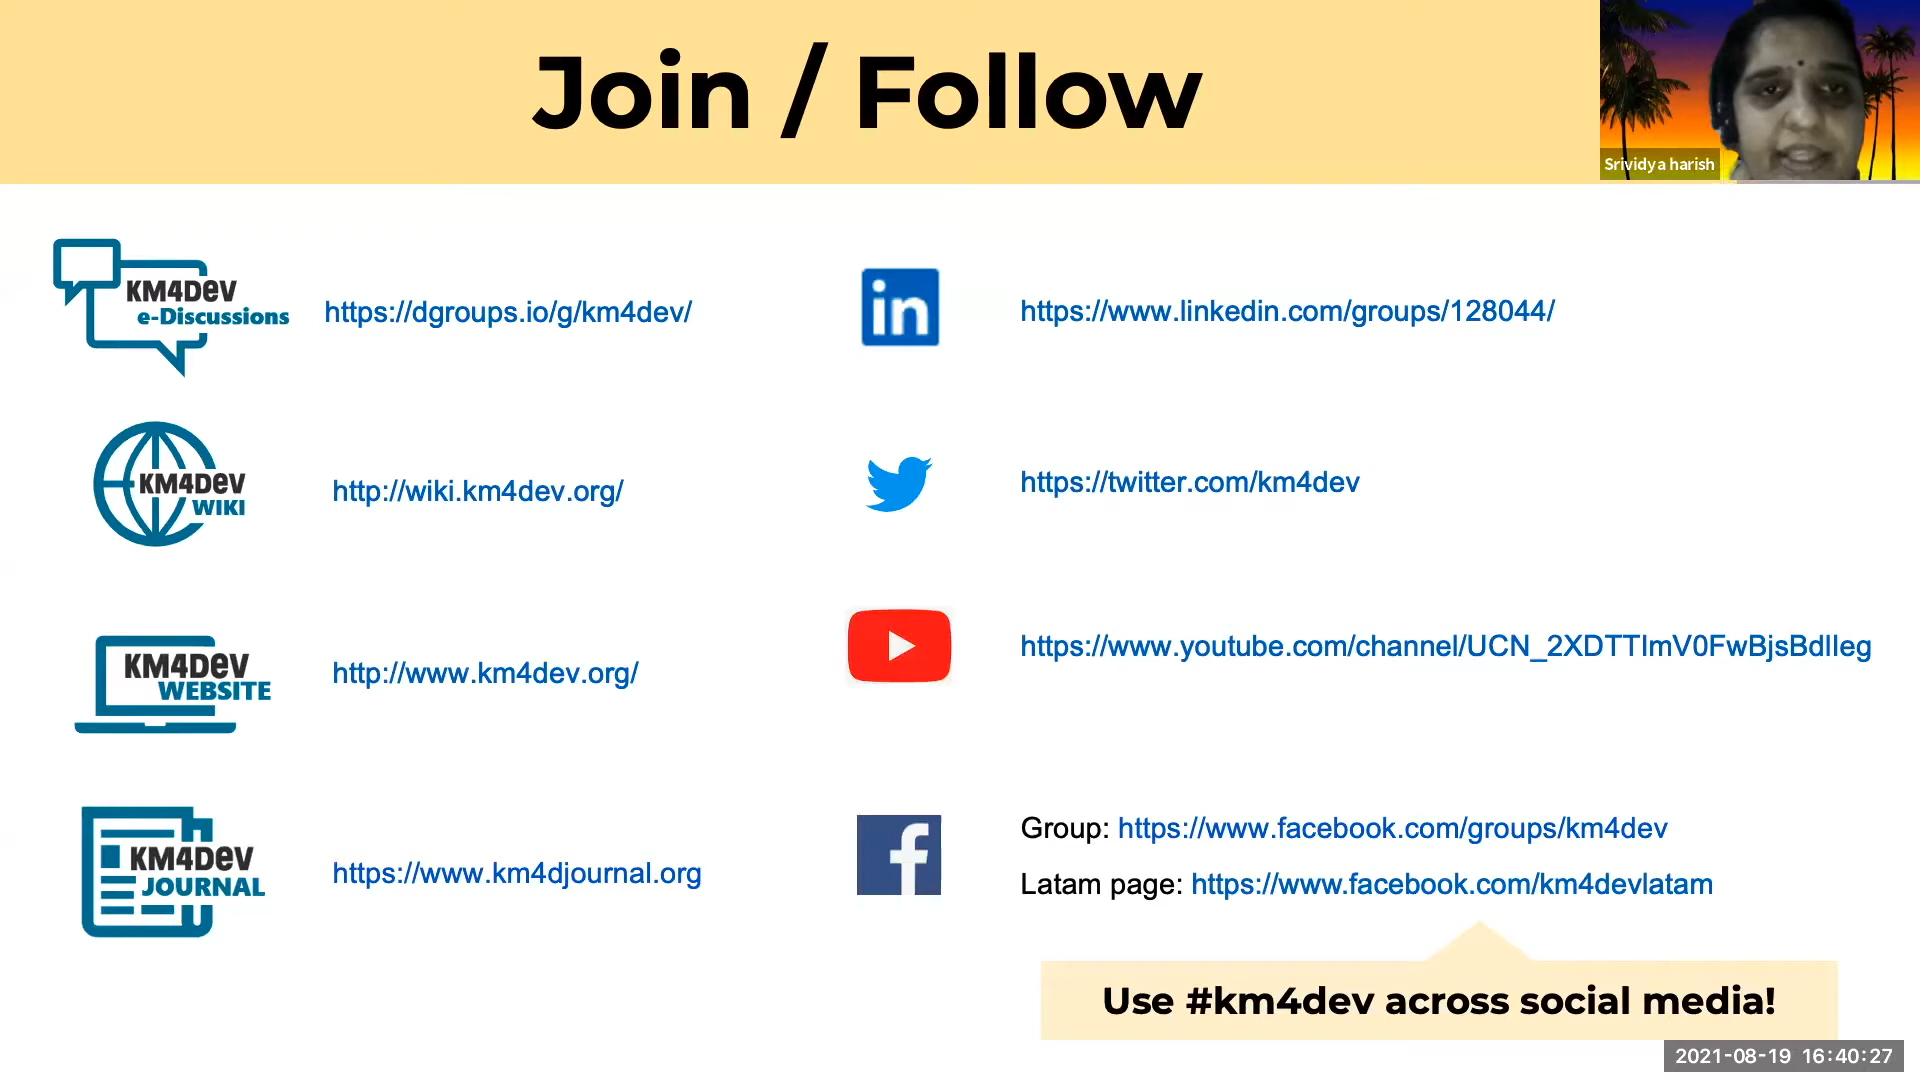 Join / Follow
Srividya harish
KM4Dev
e-Discussions
https://dgroups.io/g/km4dev/
in
https://www.linkedin.com/groups/128044/
KM4Dev
WIKI
http://wiki.km4dev.org/
https://twitter.com/km4dev
KM4Dev
WEBSITE
http://www.km4dev.org/
https://www.youtube.com/channel/UCN_2XDTTlmV0FwBjsBdlleg
KM4Dev
JOURNAL
https://www.km4djournal.org
f
Group: https://www.facebook.com/groups/km4dev
Latam page: https://www.facebook.com/km4devlatam
Use #km4dev across social media!
2021-08-19 16:40:27